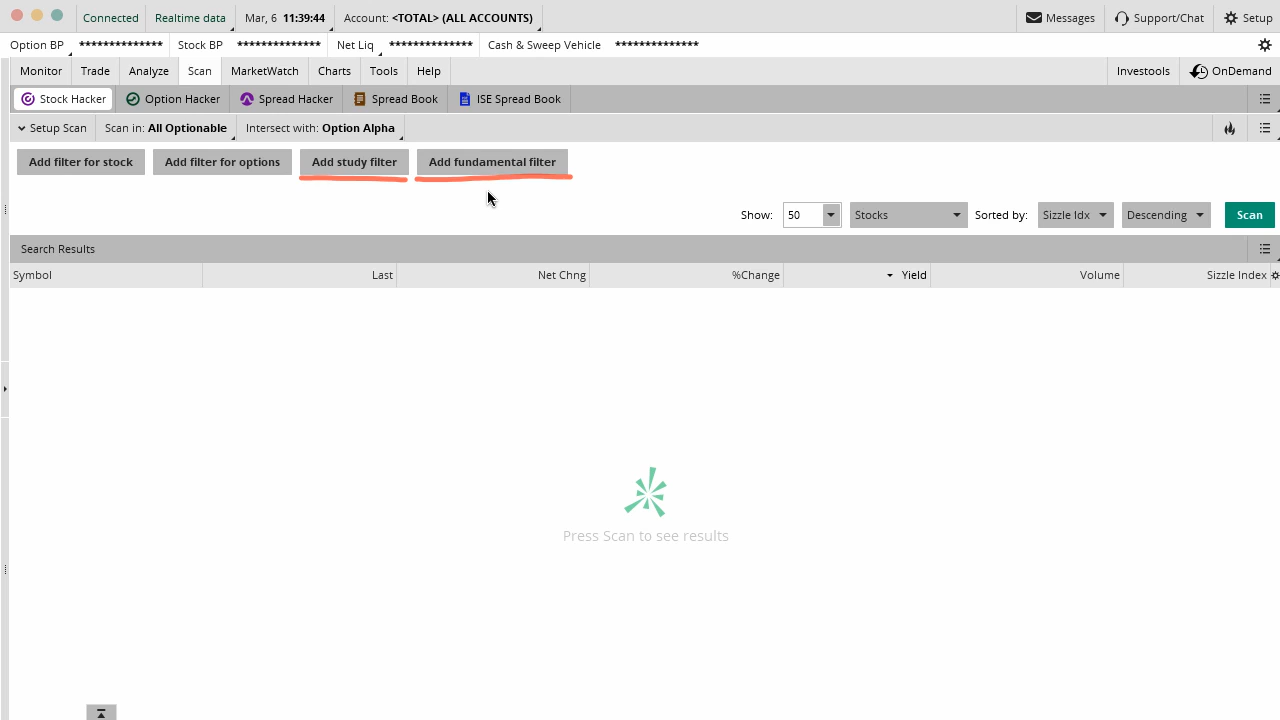 Connected Realtime data Mar, 6 11:39:44 Account: <TOTAL> (ALL ACCOUNTS) Messages Support/Chat Setup
Option BP ************** Stock BP ************** Net Liq ************** Cash & Sweep Vehicle **************
Monitor Trade Analyze Scan MarketWatch Charts Tools Help Investools OnDemand
Stock Hacker Option Hacker Spread Hacker Spread Book ISE Spread Book
Setup Scan Scan in: All Optionable Intersect with: Option Alpha
Add filter for stock Add filter for options Add study filter Add fundamental filter
Show: 50 Stocks Sorted by: Sizzle Idx Descending Scan
Search Results
Symbol Last Net Chng %Change Yield Volume Sizzle Index
Press Scan to see results